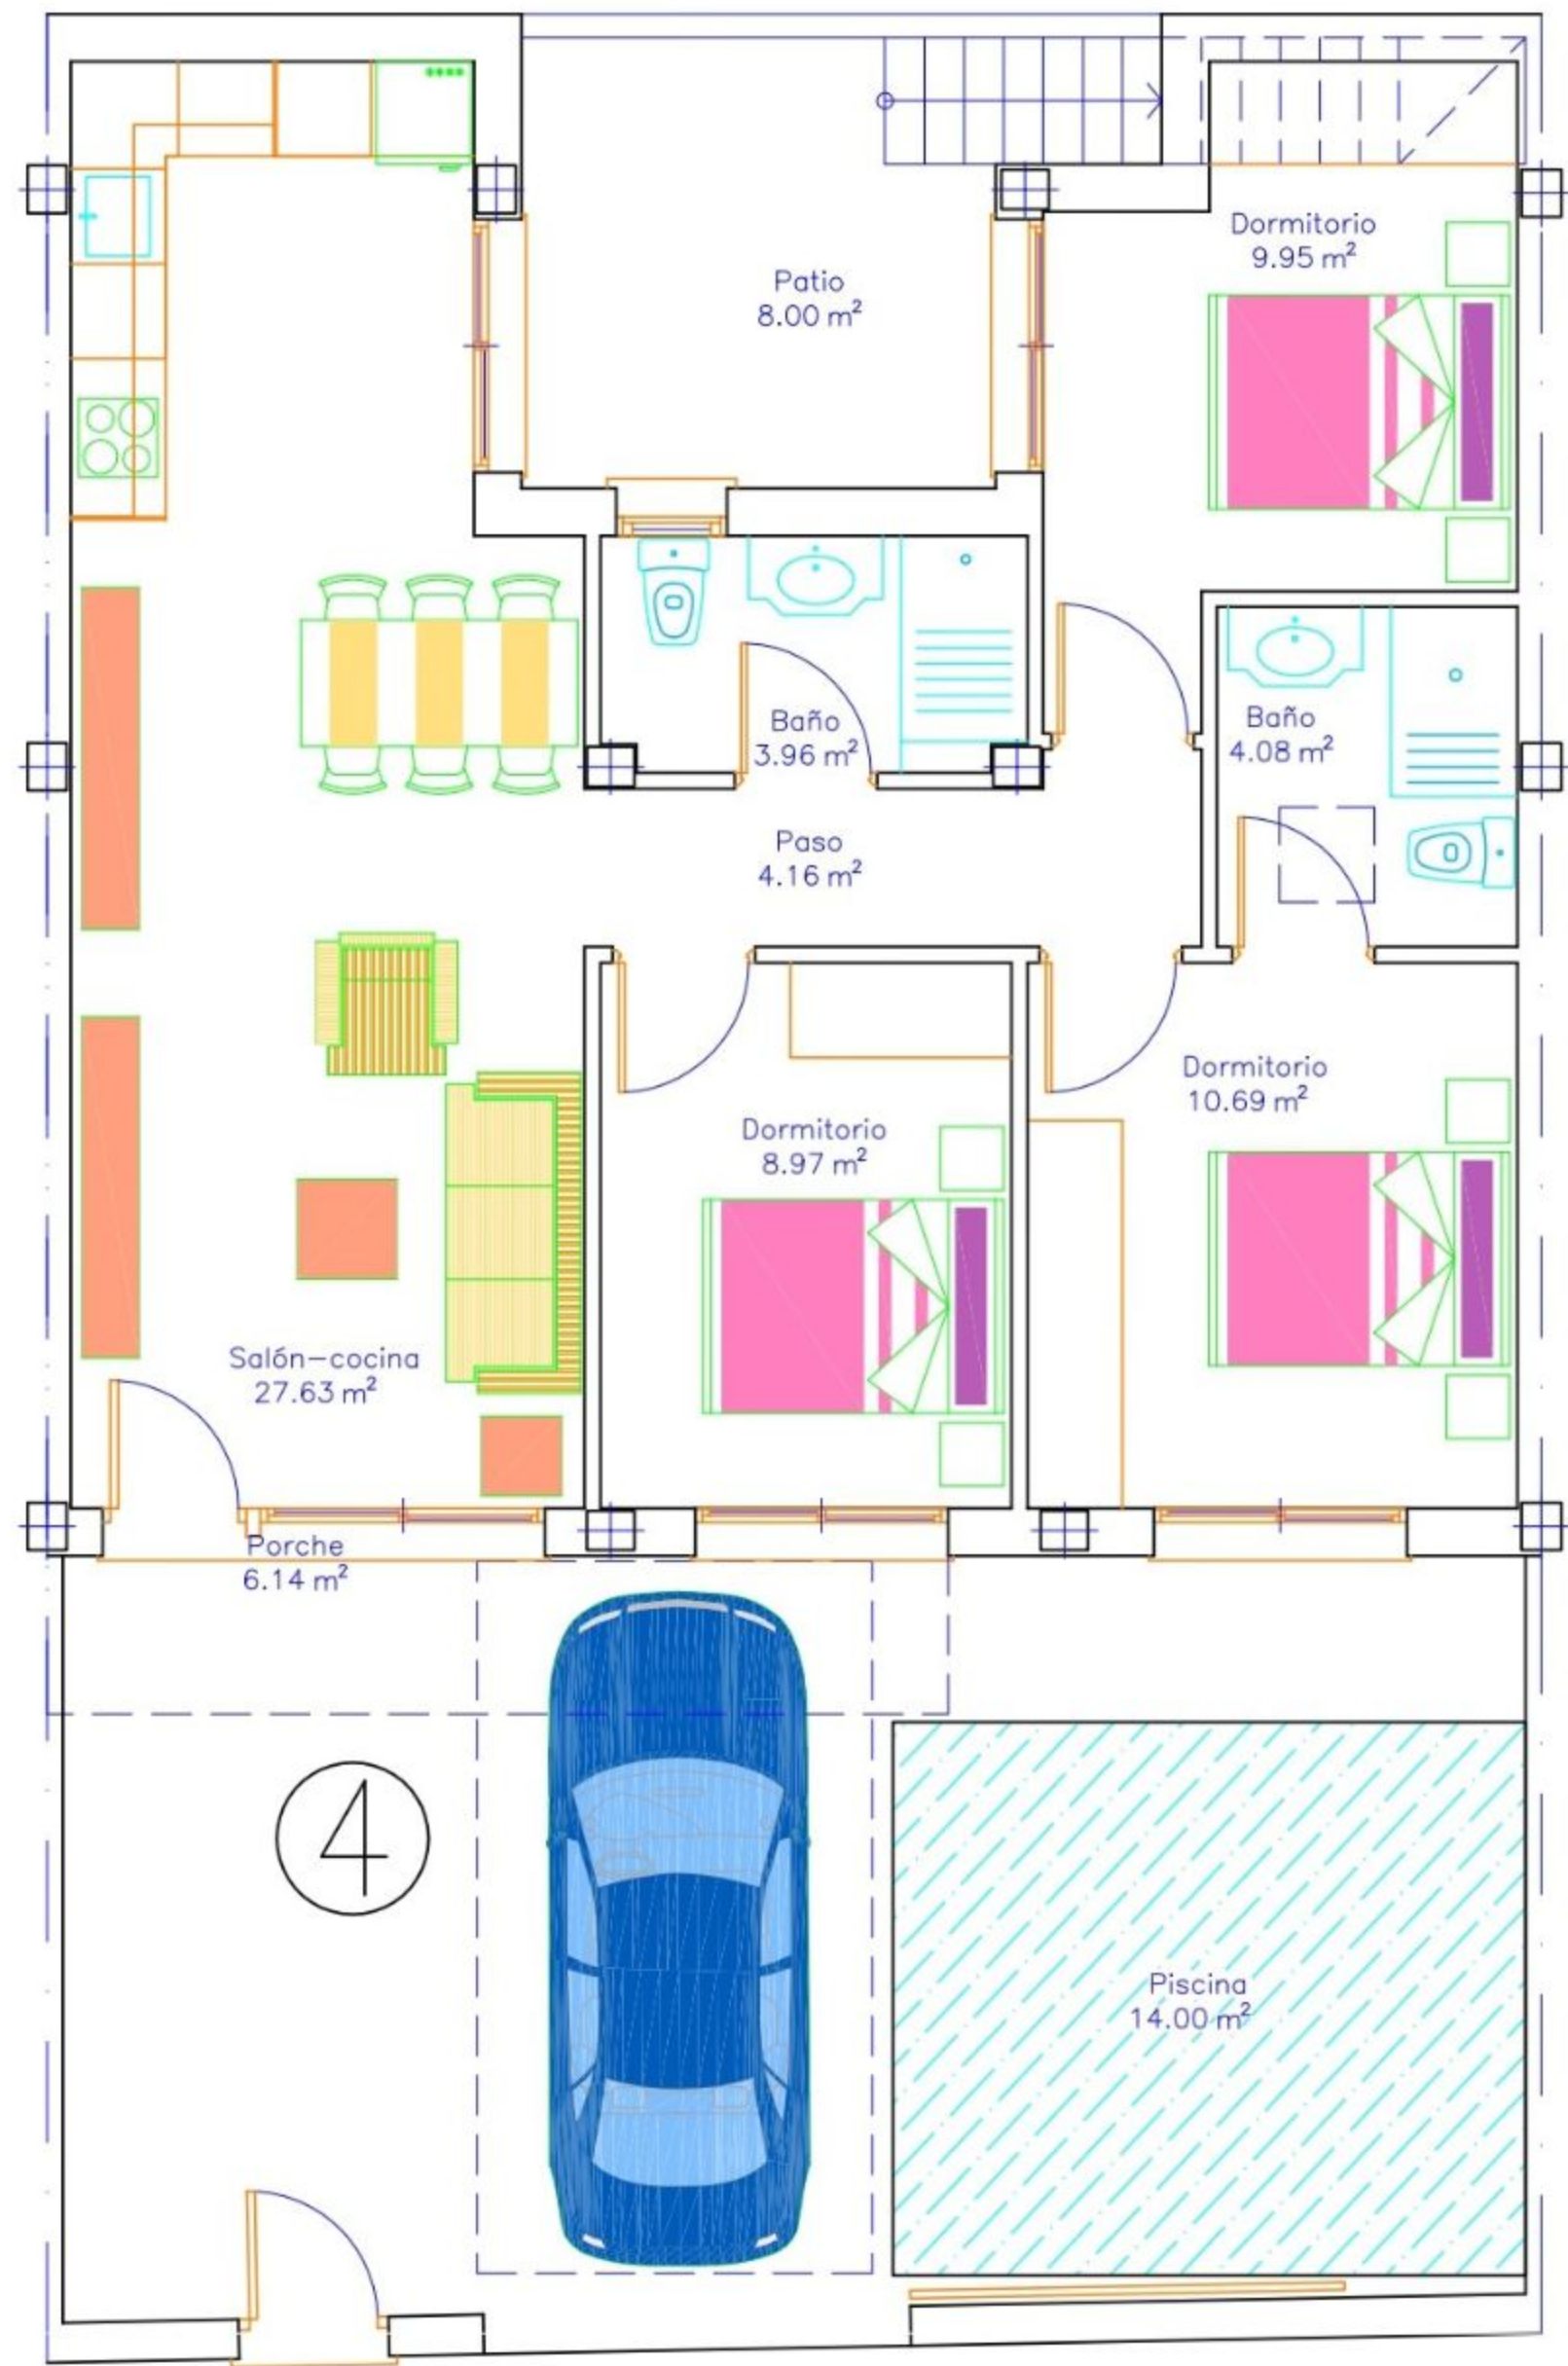 Dormitorio
9.95 m²
Patio
8.00 m²
Baño
3.96 m²
Baño
4.08 m²
Paso
4.16 m²
Dormitorio
10.69 m²
Dormitorio
8.97 m²
Salón-cocina
27.63 m²
Porche
6.14 m²
4
Piscina
14.00 m²